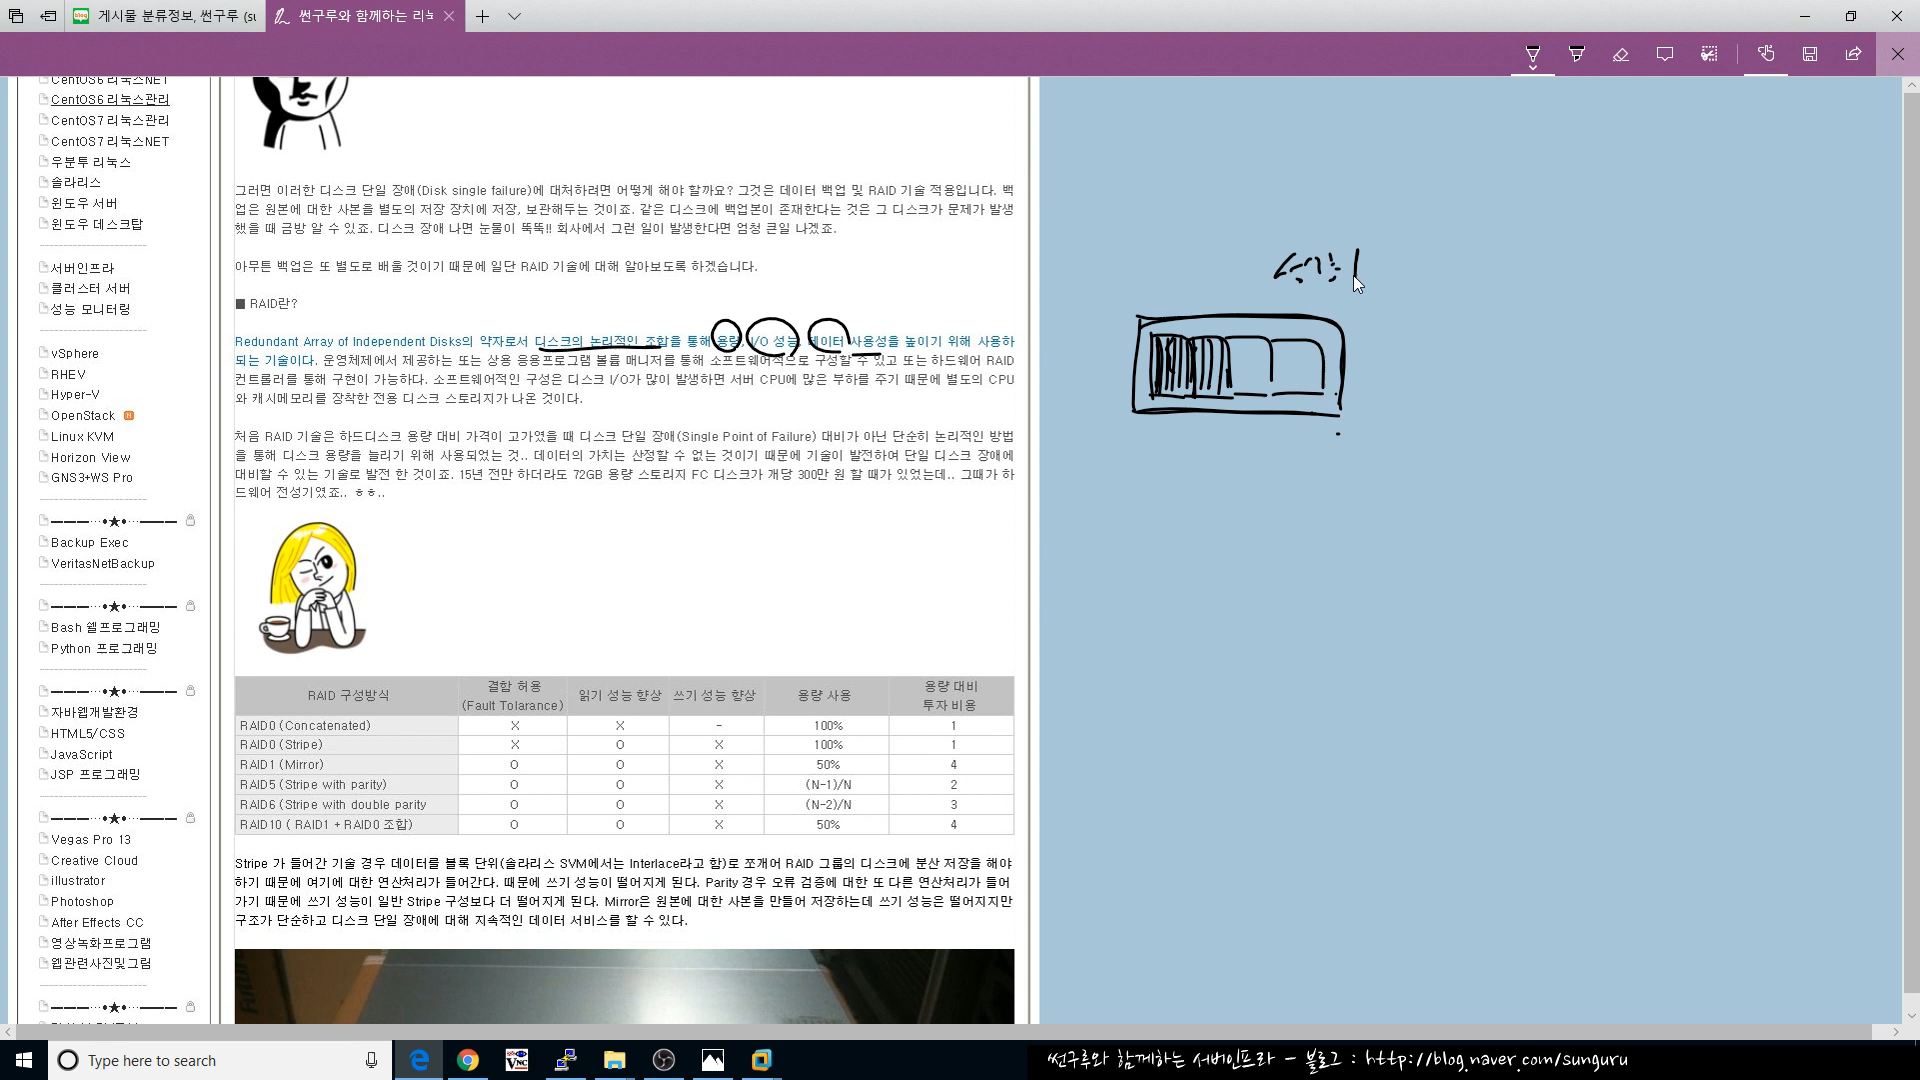 게시물 분류정보, 썬구루 (su
썬구루와 함께하는 리눅
CentOS6 리눅스NET
CentOS6 리눅스관리
CentOS7 리눅스관리
CentOS7 리눅스NET
우분투 리눅스
솔라리스
윈도우 서버
윈도우 데스크탑
서버인프라
클러스터 서버
성능 모니터링
vSphere
RHEV
Hyper-V
OpenStack
Linux KVM
Horizon View
GNS3+WS Pro
━━━…•★•…━━━
Backup Exec
VeritasNetBackup
━━━…•★•…━━━
Bash 쉘프로그래밍
Python 프로그래밍
━━━…•★•…━━━
자바웹개발환경
HTML5/CSS
JavaScript
JSP 프로그래밍
━━━…•★•…━━━
Vegas Pro 13
Creative Cloud
illustrator
Photoshop
After Effects CC
영상녹화프로그램
웹관련사진및그림
━━━…•★•…━━━
그러면 이러한 디스크 단일 장애(Disk single failure)에 대처하려면 어떻게 해야 할까요? 그것은 데이터 백업 및 RAID 기술 적용입니다. 백
업은 원본에 대한 사본을 별도의 저장 장치에 저장, 보관해두는 것이죠. 같은 디스크에 백업본이 존재한다는 것은 그 디스크가 문제가 발생
했을 때 금방 알 수 있죠. 디스크 장애 나면 눈물이 뚝뚝!! 회사에서 그런 일이 발생한다면 엄청 큰일 나겠죠.
아무튼 백업은 또 별도로 배울 것이기 때문에 일단 RAID 기술에 대해 알아보도록 하겠습니다.
■ RAID란?
Redundant Array of Independent Disks의 약자로서 디스크의 논리적인 조합을 통해 용량, I/O 성능, 데이터 사용성을 높이기 위해 사용하
되는 기술이다. 운영체제에서 제공하는 또는 상용 응용프로그램 볼륨 매니저를 통해 소프트웨어적으로 구성할 수 있고 또는 하드웨어 RAID
컨트롤러를 통해 구현이 가능하다. 소프트웨어적인 구성은 디스크 I/O가 많이 발생하면 서버 CPU에 많은 부하를 주기 때문에 별도의 CPU
와 캐시메모리를 장착한 전용 디스크 스토리지가 나온 것이다.
처음 RAID 기술은 하드디스크 용량 대비 가격이 고가였을 때 디스크 단일 장애(Single Point of Failure) 대비가 아닌 단순히 논리적인 방법
을 통해 디스크 용량을 늘리기 위해 사용되었는 것.. 데이터의 가치는 산정할 수 없는 것이기 때문에 기술이 발전하여 단일 디스크 장애에
대비할 수 있는 기술로 발전 한 것이죠. 15년 전만 하더라도 72GB 용량 스토리지 FC 디스크가 개당 300만 원 할 때가 있었는데.. 그때가 하
드웨어 전성기였죠.. ㅎㅎ..
RAID 구성방식 결함 허용 (Fault Tolarance) 읽기 성능 향상 쓰기 성능 향상 용량 사용 용량 대비 투자 비용
RAID0 (Concatenated) X X - 100% 1
RAID0 (Stripe) X O X 100% 1
RAID1 (Mirror) O O X 50% 4
RAID5 (Stripe with parity) O O X (N-1)/N 2
RAID6 (Stripe with double parity O O X (N-2)/N 3
RAID10 ( RAID1 + RAID0 조합) O O X 50% 4
Stripe 가 들어간 기술 경우 데이터를 블록 단위(솔라리스 SVM에서는 Interlace라고 함)로 쪼개어 RAID 그룹의 디스크에 분산 저장을 해야
하기 때문에 여기에 대한 연산처리가 들어간다. 때문에 쓰기 성능이 떨어지게 된다. Parity 경우 오류 검증에 대한 또 다른 연산처리가 들어
가기 때문에 쓰기 성능이 일반 Stripe 구성보다 더 떨어지게 된다. Mirror은 원본에 대한 사본을 만들어 저장하는데 쓰기 성능은 떨어지지만
구조가 단순하고 디스크 단일 장애에 대해 지속적인 데이터 서비스를 할 수 있다.
Type here to search
썬구루와 함께하는 서버인프라 - 블로그 : http://blog.naver.com/sunguru